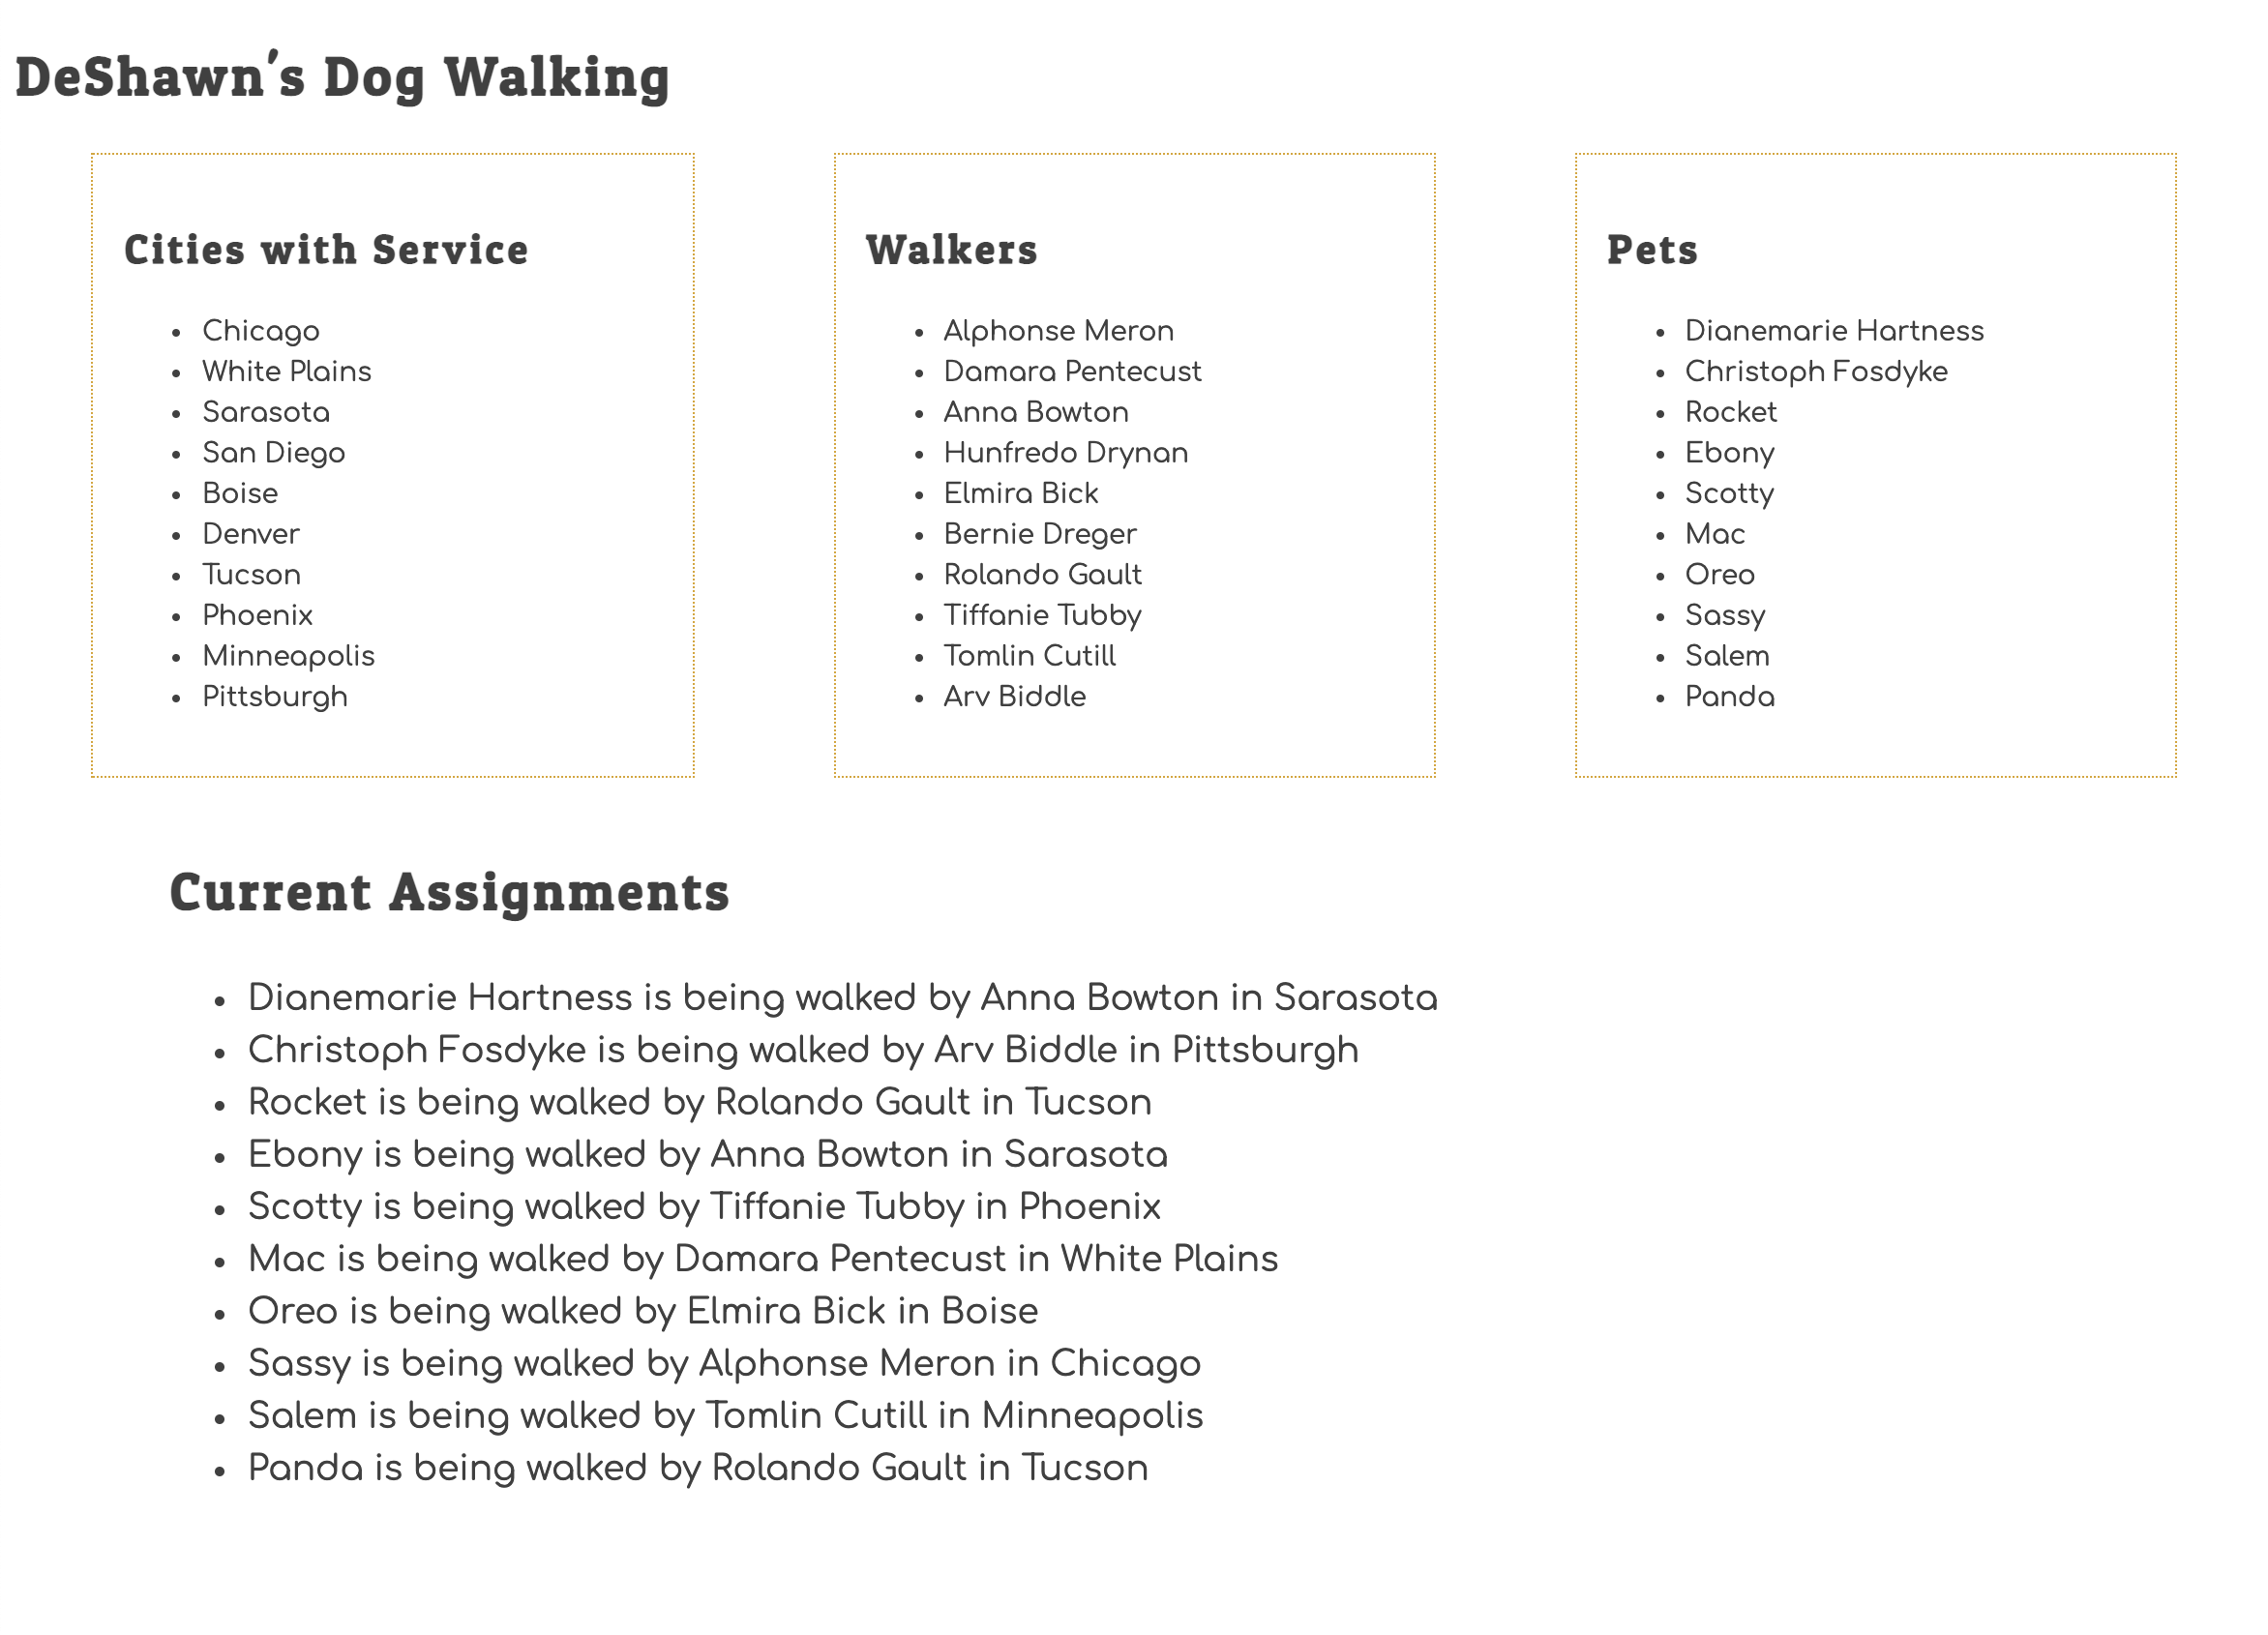 DeShawn's Dog Walking
Cities with Service
Chicago
White Plains
Sarasota
San Diego
Boise
Denver
Tucson
Phoenix
Minneapolis
Pittsburgh
Walkers
Alphonse Meron
Damara Pentecust
Anna Bowton
Hunfredo Drynan
Elmira Bick
Bernie Dreger
Rolando Gault
Tiffanie Tubby
Tomlin Cutill
Arv Biddle
Pets
Dianemarie Hartness
Christoph Fosdyke
Rocket
Ebony
Scotty
Mac
Oreo
Sassy
Salem
Panda
Current Assignments
Dianemarie Hartness is being walked by Anna Bowton in Sarasota
Christoph Fosdyke is being walked by Arv Biddle in Pittsburgh
Rocket is being walked by Rolando Gault in Tucson
Ebony is being walked by Anna Bowton in Sarasota
Scotty is being walked by Tiffanie Tubby in Phoenix
Mac is being walked by Damara Pentecust in White Plains
Oreo is being walked by Elmira Bick in Boise
Sassy is being walked by Alphonse Meron in Chicago
Salem is being walked by Tomlin Cutill in Minneapolis
Panda is being walked by Rolando Gault in Tucson